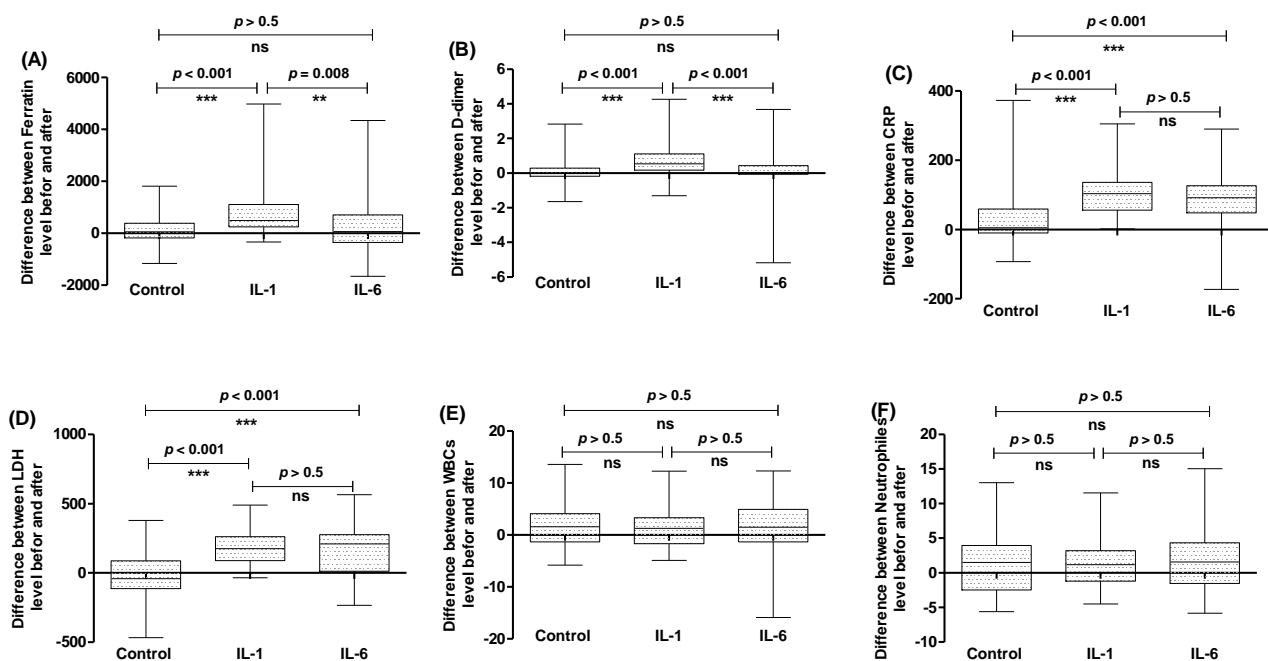 (A)
p > 0.5
ns
p < 0.001
p = 0.008
***
**
6000
4000
2000
0
-2000
Difference between Ferratin
level befor and after
Control
IL-1
IL-6
(B)
p > 0.5
ns
p < 0.001
p < 0.001
***
***
6
4
2
0
-2
-4
-6
Difference between D-dimer
level befor and after
Control
IL-1
IL-6
(C)
p < 0.001
***
p < 0.001
***
p > 0.5
ns
400
200
0
-200
Difference between CRP
level befor and after
Control
IL-1
IL-6
(D)
p < 0.001
***
p < 0.001
***
p > 0.5
ns
1000
500
0
-500
Difference between LDH
level befor and after
Control
IL-1
IL-6
(E)
p > 0.5
ns
p > 0.5
p > 0.5
ns
ns
20
10
0
-10
-20
Difference between WBCs
level befor and after
Control
IL-1
IL-6
(F)
p > 0.5
ns
p > 0.5
p > 0.5
ns
ns
20
15
10
5
0
-5
-10
Difference between Neutrophiles
level befor and after
Control
IL-1
IL-6